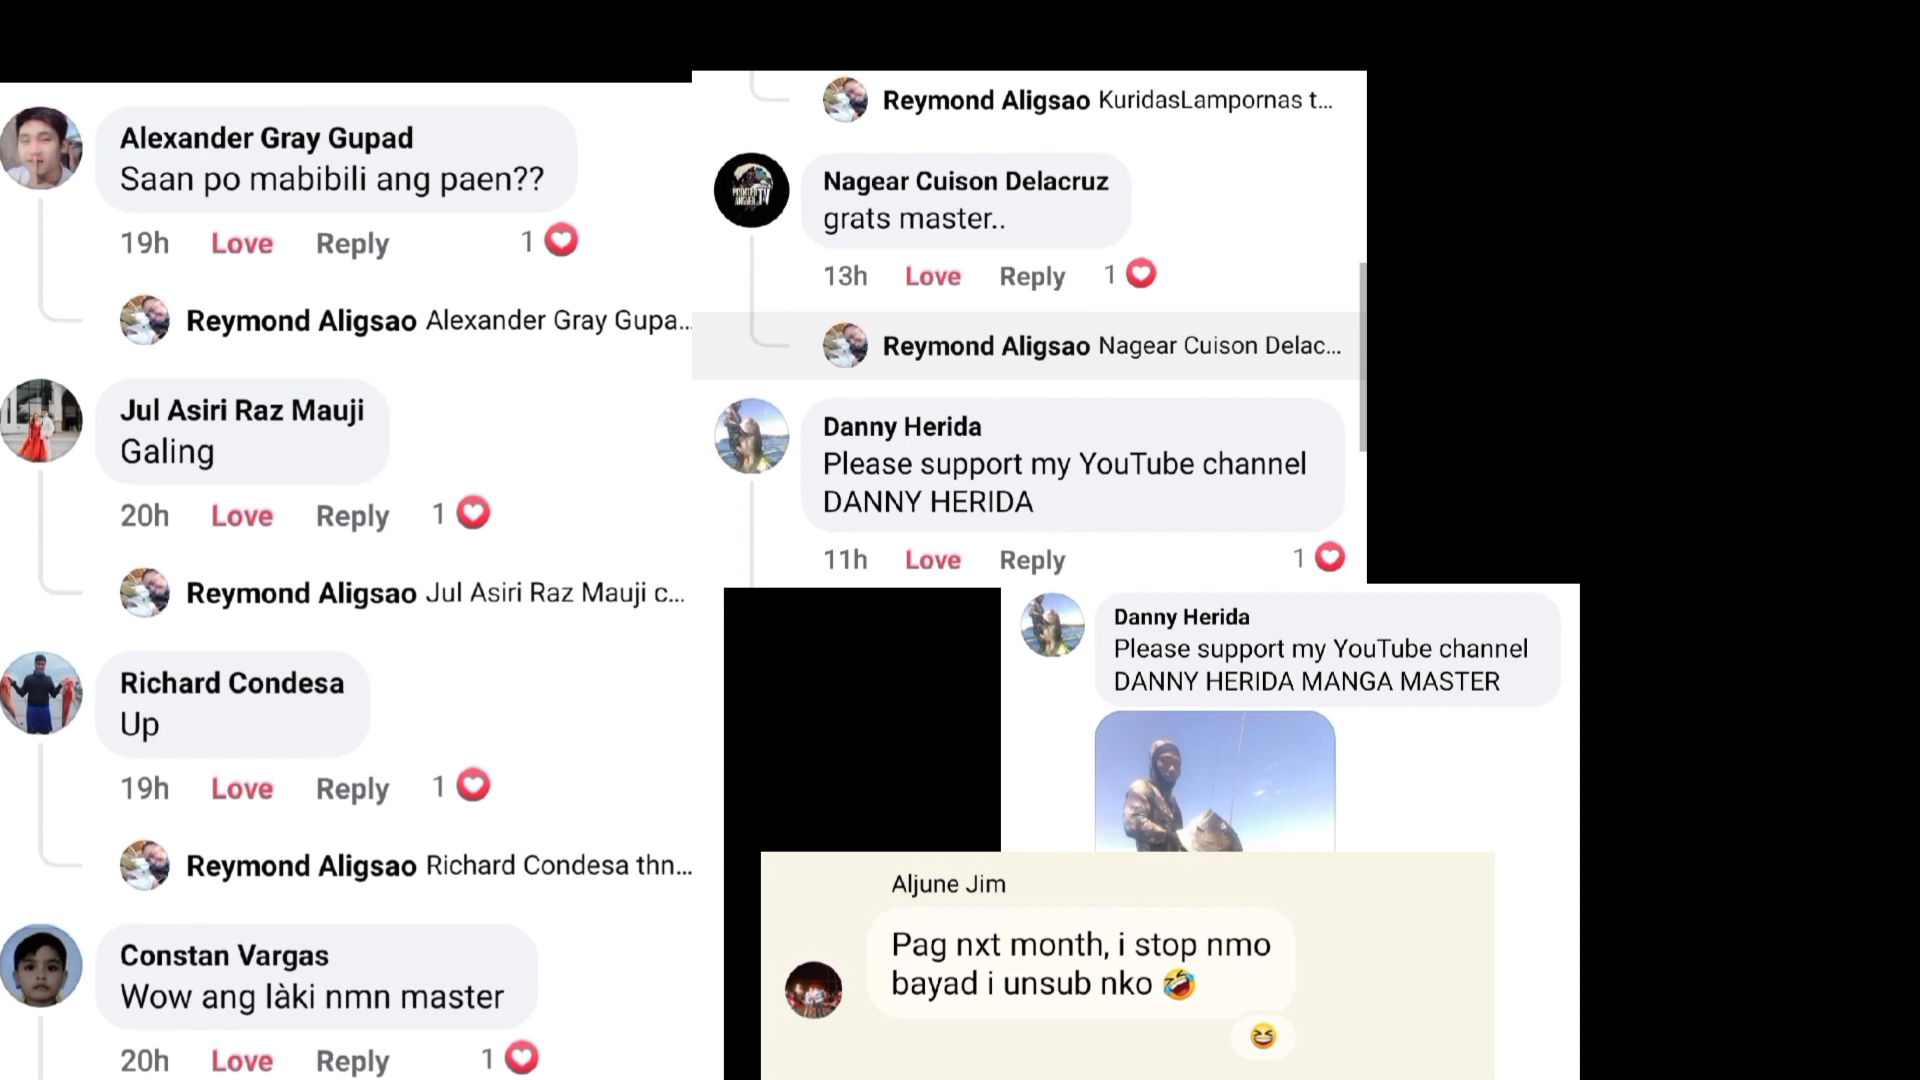 Alexander Gray Gupad
Saan po mabibili ang paen??
19h Love Reply 1
Reymond Aligsao Alexander Gray Gupa...
Jul Asiri Raz Mauji
Galing
20h Love Reply 1
Reymond Aligsao Jul Asiri Raz Mauji c...
Richard Condesa
Up
19h Love Reply 1
Reymond Aligsao Richard Condesa thn...
Constan Vargas
Wow ang làki nmn master
20h Love Reply 1
Reymond Aligsao KuridasLampornas t...
Nagear Cuison Delacruz
grats master..
13h Love Reply 1
Reymond Aligsao Nagear Cuison Delac...
Danny Herida
Please support my YouTube channel
DANNY HERIDA
11h Love Reply 1
Danny Herida
Please support my YouTube channel
DANNY HERIDA MANGA MASTER
Aljune Jim
Pag nxt month, i stop nmo
bayad i unsub nko 🤣